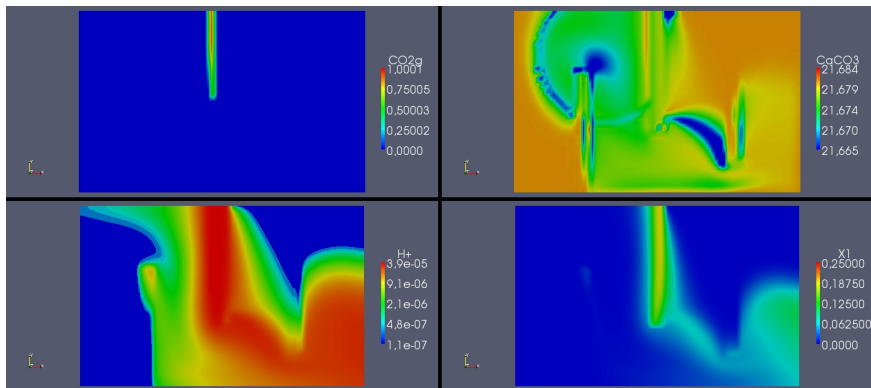 CO2g
1,0001
0,75005
0,50003
0,25002
0,0000
CaCO3
21,684
21,679
21,674
21,670
21,665
H+
3,9e-05
9,1e-06
2,1e-06
4,8e-07
1,1e-07
X1
0,25000
0,18750
0,12500
0,062500
0,0000